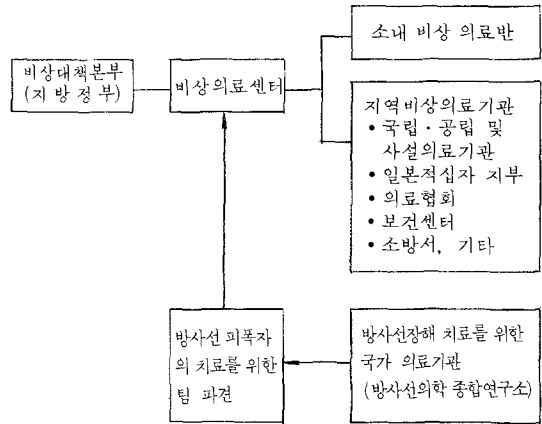 소내 비상 의료반
비상대책본부
(지방정부)
비상의료센터
지역비상의료기관
• 국립·공립 및
사설의료기관
• 일본적십자 지부
• 의료협회
• 보건센터
• 소방서, 기타
방사선 피폭자
의 치료를 위한
팀 파견
방사선장해 치료를 위한
국가 의료기관
(방사선의학 종합연구소)